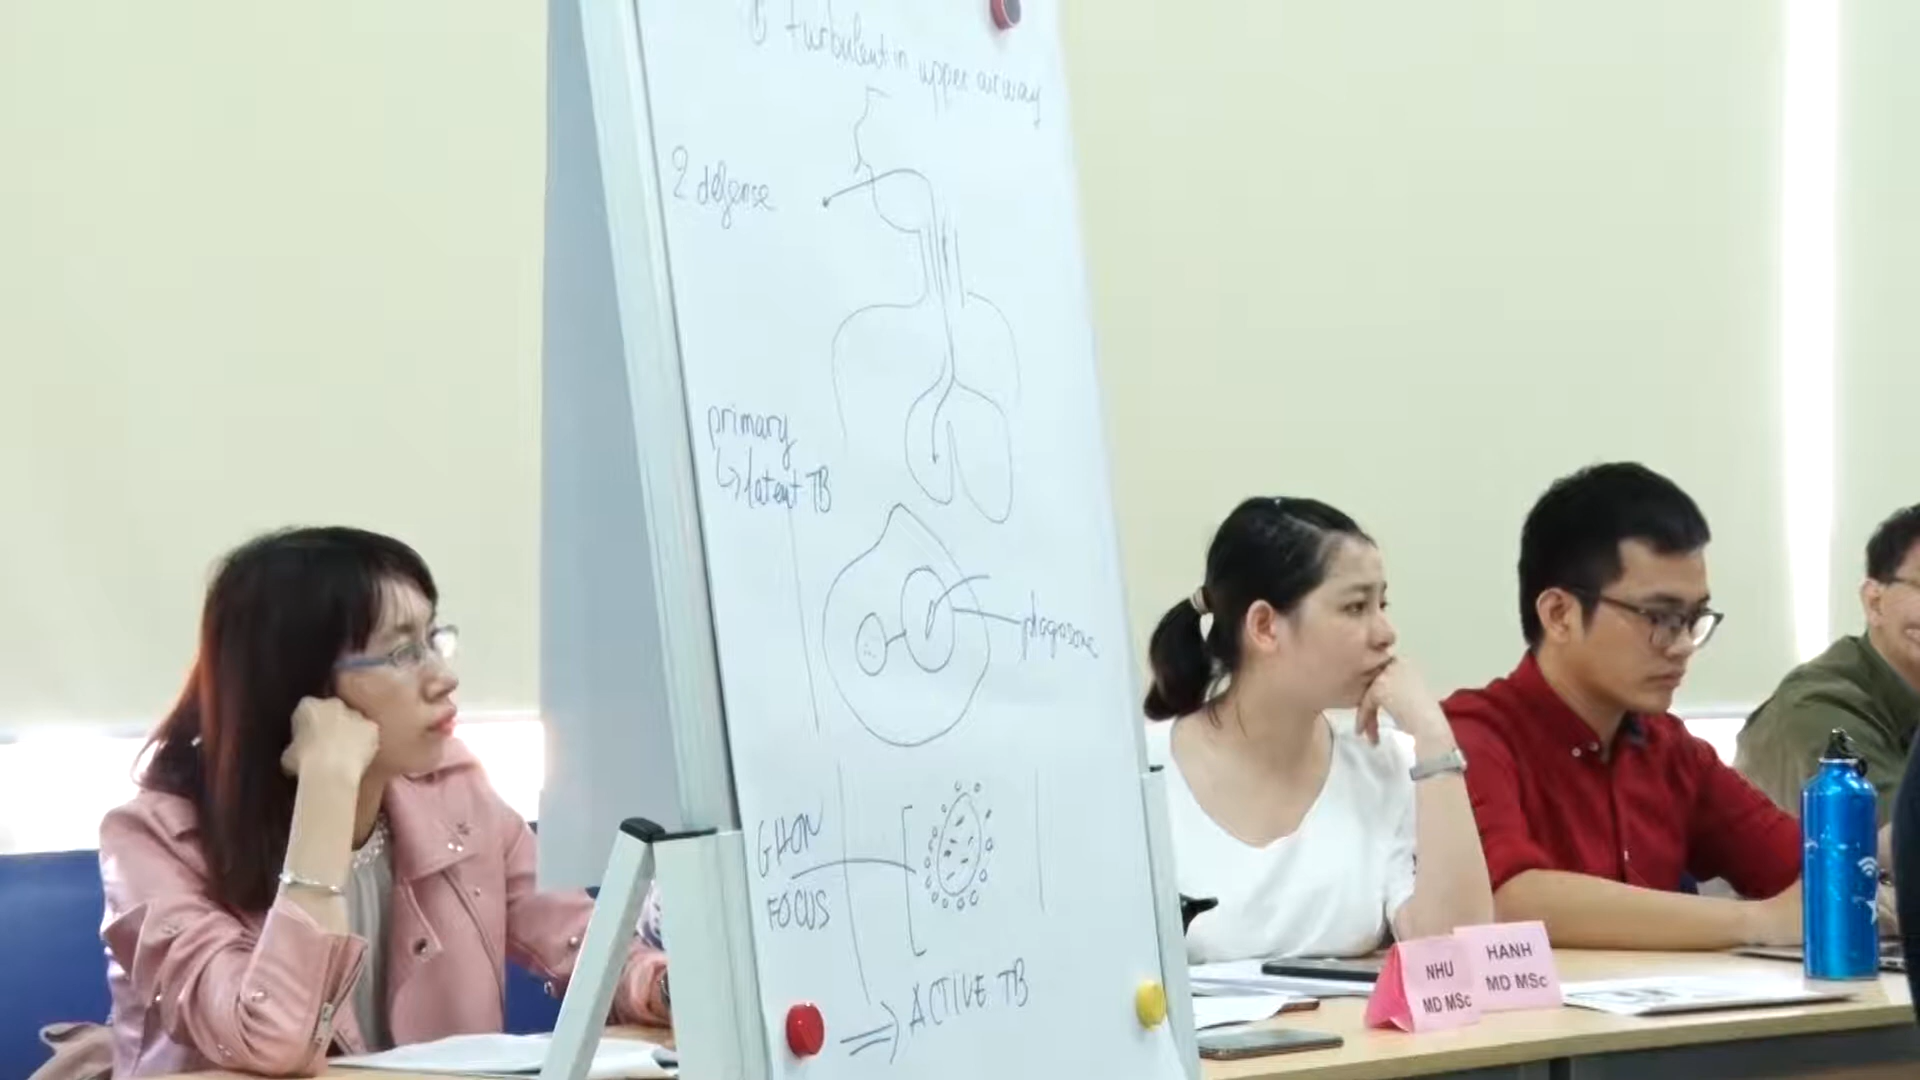 ① turbulent in upper airway
2 defense
primary
↳ latent TB
phagosome
GHON
FOCUS
⇒ ACTIVE TB
NHU
MD MSc
HANH
MD MSc